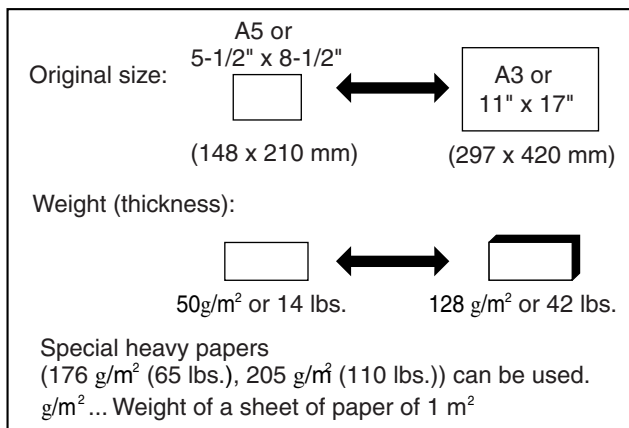 A5 or
5-1/2" x 8-1/2"
Original size:
A3 or
11" x 17"
(148 x 210 mm)
(297 x 420 mm)
Weight (thickness):
50g/m² or 14 lbs.
128 g/m² or 42 lbs.
Special heavy papers
(176 g/m² (65 lbs.), 205 g/m² (110 lbs.)) can be used.
g/m² ... Weight of a sheet of paper of 1 m²